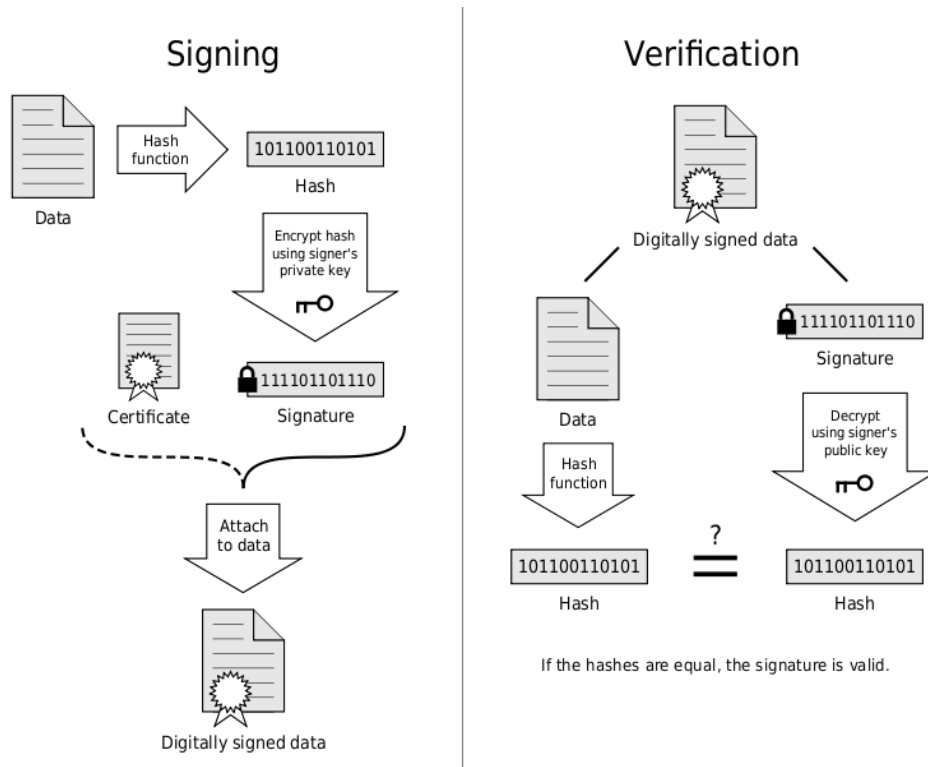 Signing
Hash
function
101100110101
Hash
Data
Encrypt hash
using signer's
private key
111101101110
Certificate
Signature
Attach
to data
Digitally signed data
Verification
Digitally signed data
Data
111101101110
Signature
Hash
function
Decrypt
using signer's
public key
101100110101
Hash
?
101100110101
Hash
If the hashes are equal, the signature is valid.